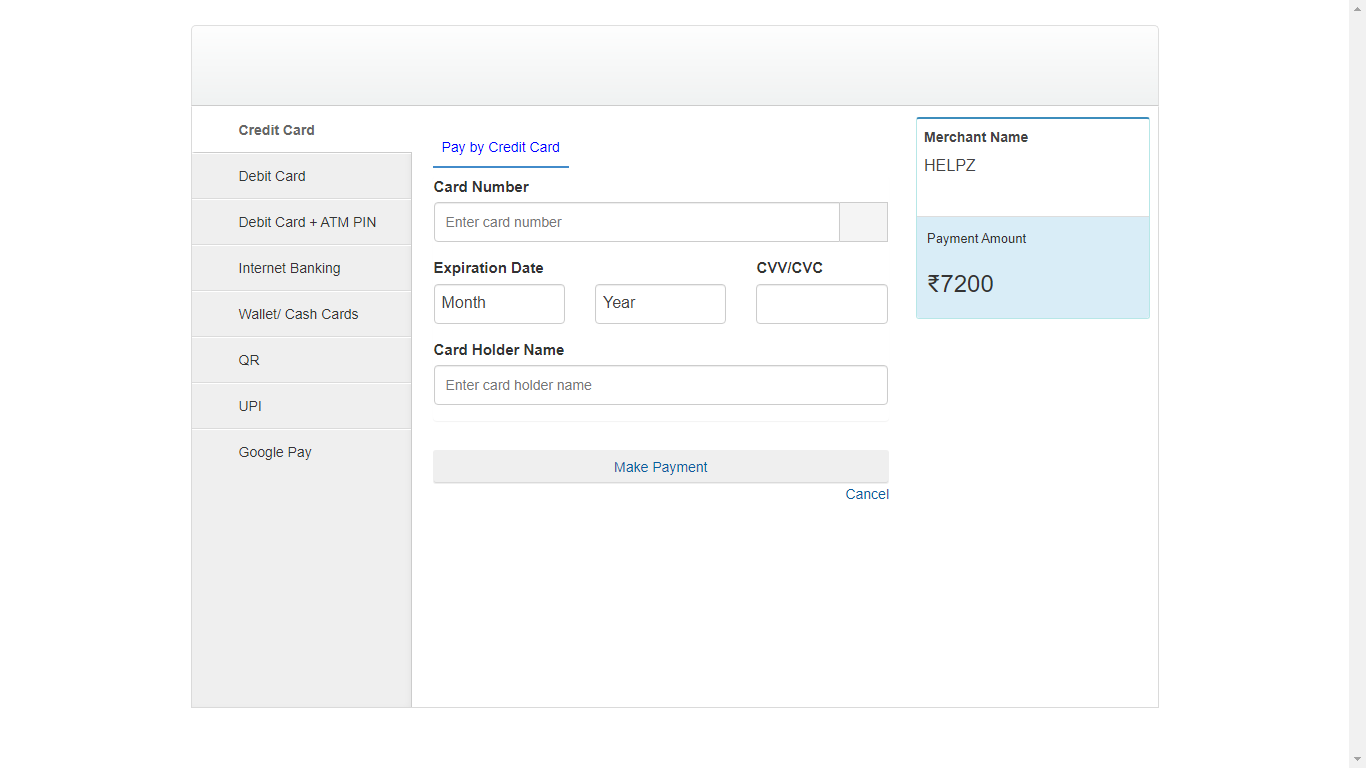 Credit Card
Debit Card
Debit Card + ATM PIN
Internet Banking
Wallet/ Cash Cards
QR
UPI
Google Pay
Pay by Credit Card
Card Number
Enter card number
Expiration Date
CVV/CVC
Month
Year
Card Holder Name
Enter card holder name
Make Payment
Cancel
Merchant Name
HELPZ
Payment Amount
₹7200